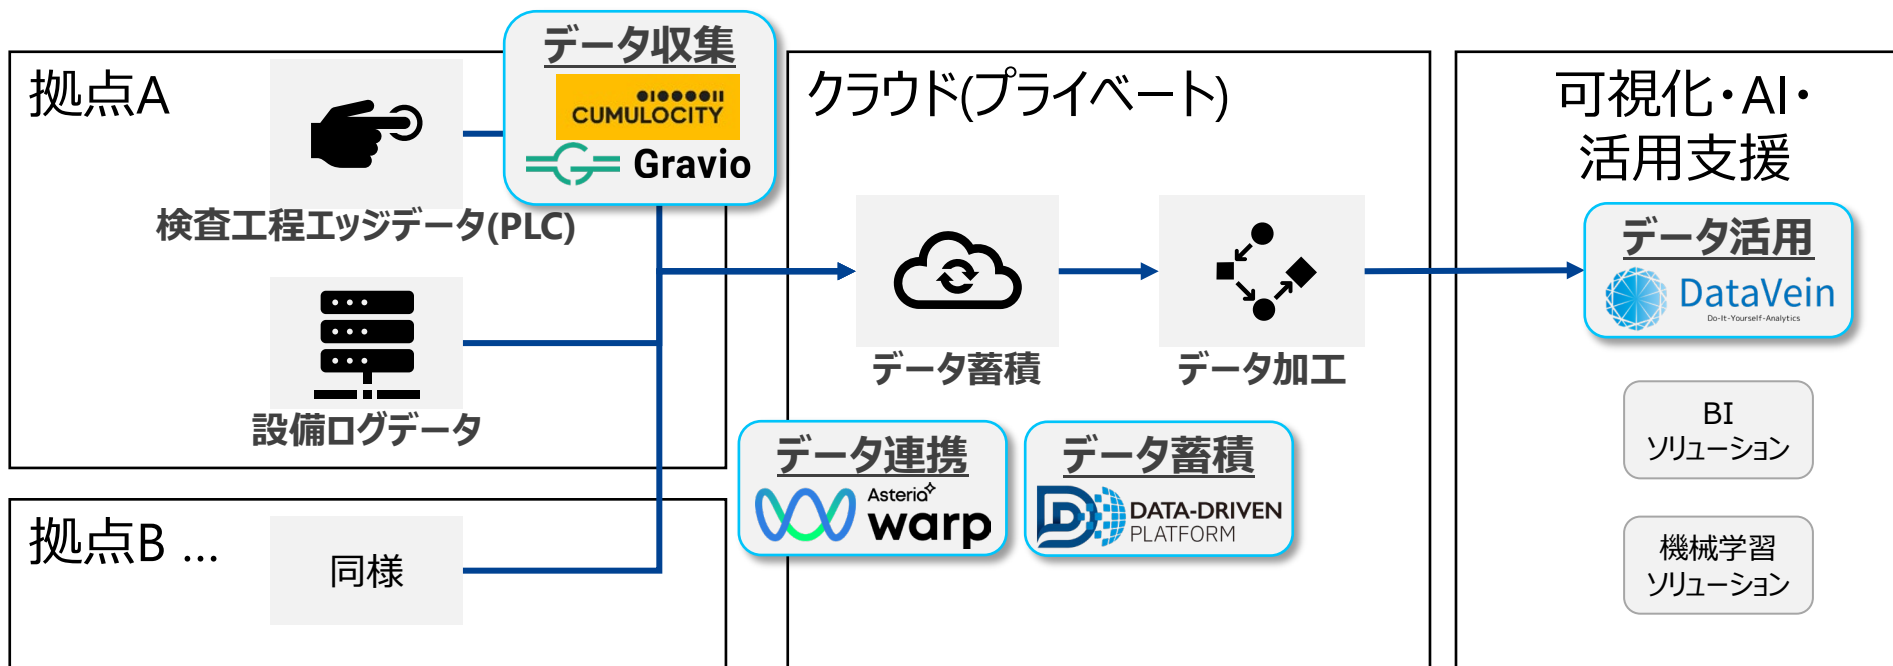 拠点A
データ収集
CUMULOCITY
Gravio
検査工程エッジデータ(PLC)
設備ログデータ
拠点B ...
同様
クラウド(プライベート)
データ蓄積
データ加工
データ連携
Asteria
warp
データ蓄積
DATA-DRIVEN
PLATFORM
可視化・AI・
活用支援
データ活用
DataVein
Do-It-Yourself-Analytics
BI
ソリューション
機械学習
ソリューション